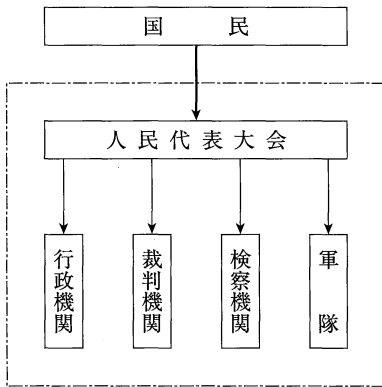 国民
人民代表大会
行政機関
裁判機関
検察機関
軍隊